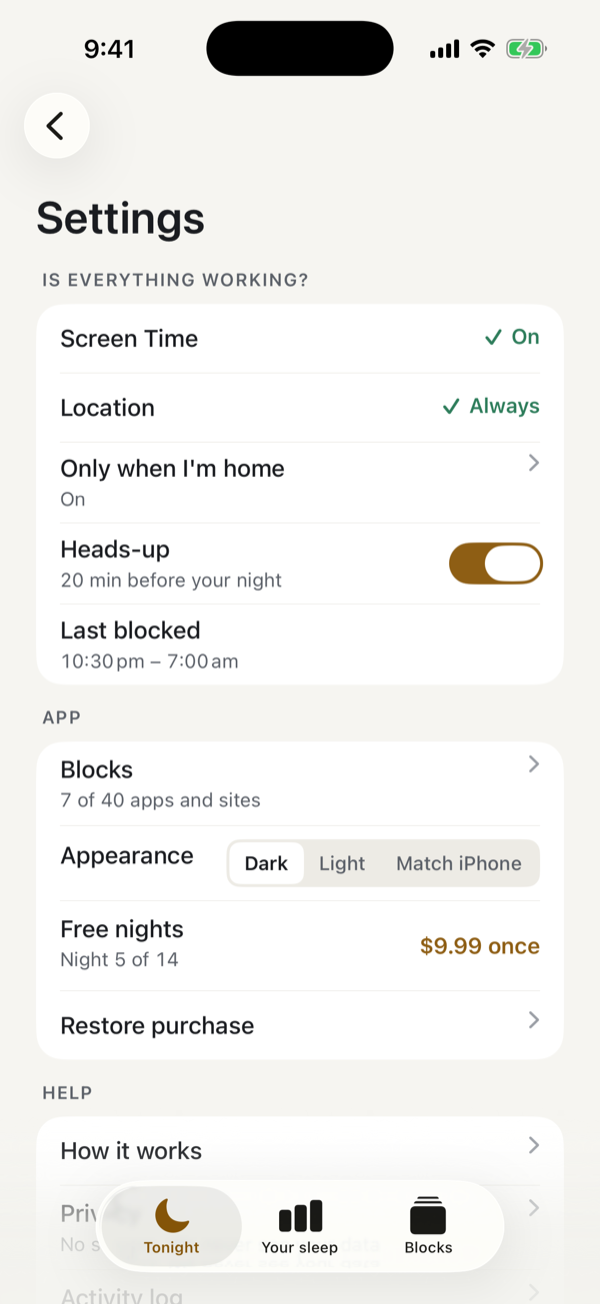 9:41
Settings
IS EVERYTHING WORKING?
Screen Time
On
Location
Always
Only when I'm home
On
Heads-up
20 min before your night
Last blocked
10:30 pm – 7:00 am
APP
Blocks
7 of 40 apps and sites
Appearance
Dark
Light
Match iPhone
Free nights
Night 5 of 14
$9.99 once
Restore purchase
HELP
How it works
No
Activity log
Tonight
Your sleep
Blocks